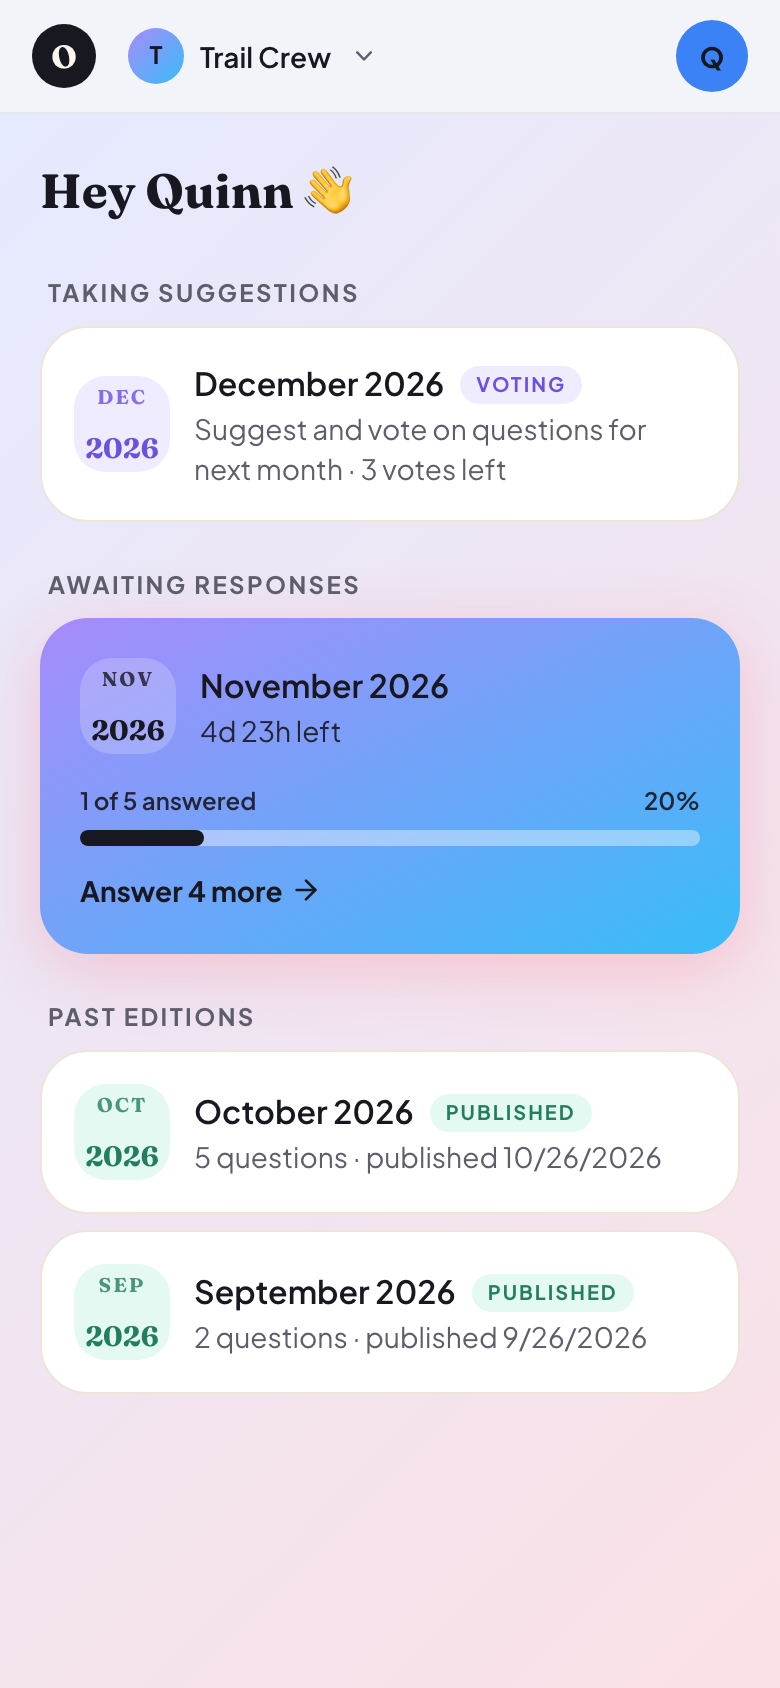 O
T
Trail Crew
Q
Hey Quinn 👋
TAKING SUGGESTIONS
DEC
2026
December 2026
VOTING
Suggest and vote on questions for
next month · 3 votes left
AWAITING RESPONSES
NOV
2026
November 2026
4d 23h left
1 of 5 answered
20%
Answer 4 more →
PAST EDITIONS
OCT
2026
October 2026
PUBLISHED
5 questions · published 10/26/2026
SEP
2026
September 2026
PUBLISHED
2 questions · published 9/26/2026